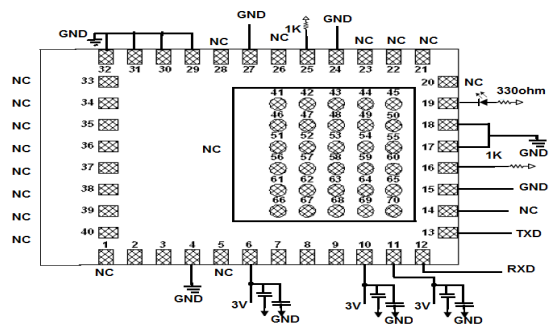 GND
1K
GND
GND
NC
NC
NC
NC
NC
32 31 30 29 28 27 26 25 24 23 22 21
NC 33
20 NC
NC 34
19
330ohm
NC 35
18
NC 36
17
GND
NC 37
16
1K
NC 38
15
GND
NC 39
14
NC
NC 40
13
TXD
NC
41 42 43 44 45
46 47 48 49 50
51 52 53 54 55
56 57 58 59 60
61 62 63 64 65
66 67 68 69 70
1 2 3 4 5 6 7 8 9 10 11 12
NC
NC
RXD
GND
3V
GND
3V
GND
3V
GND